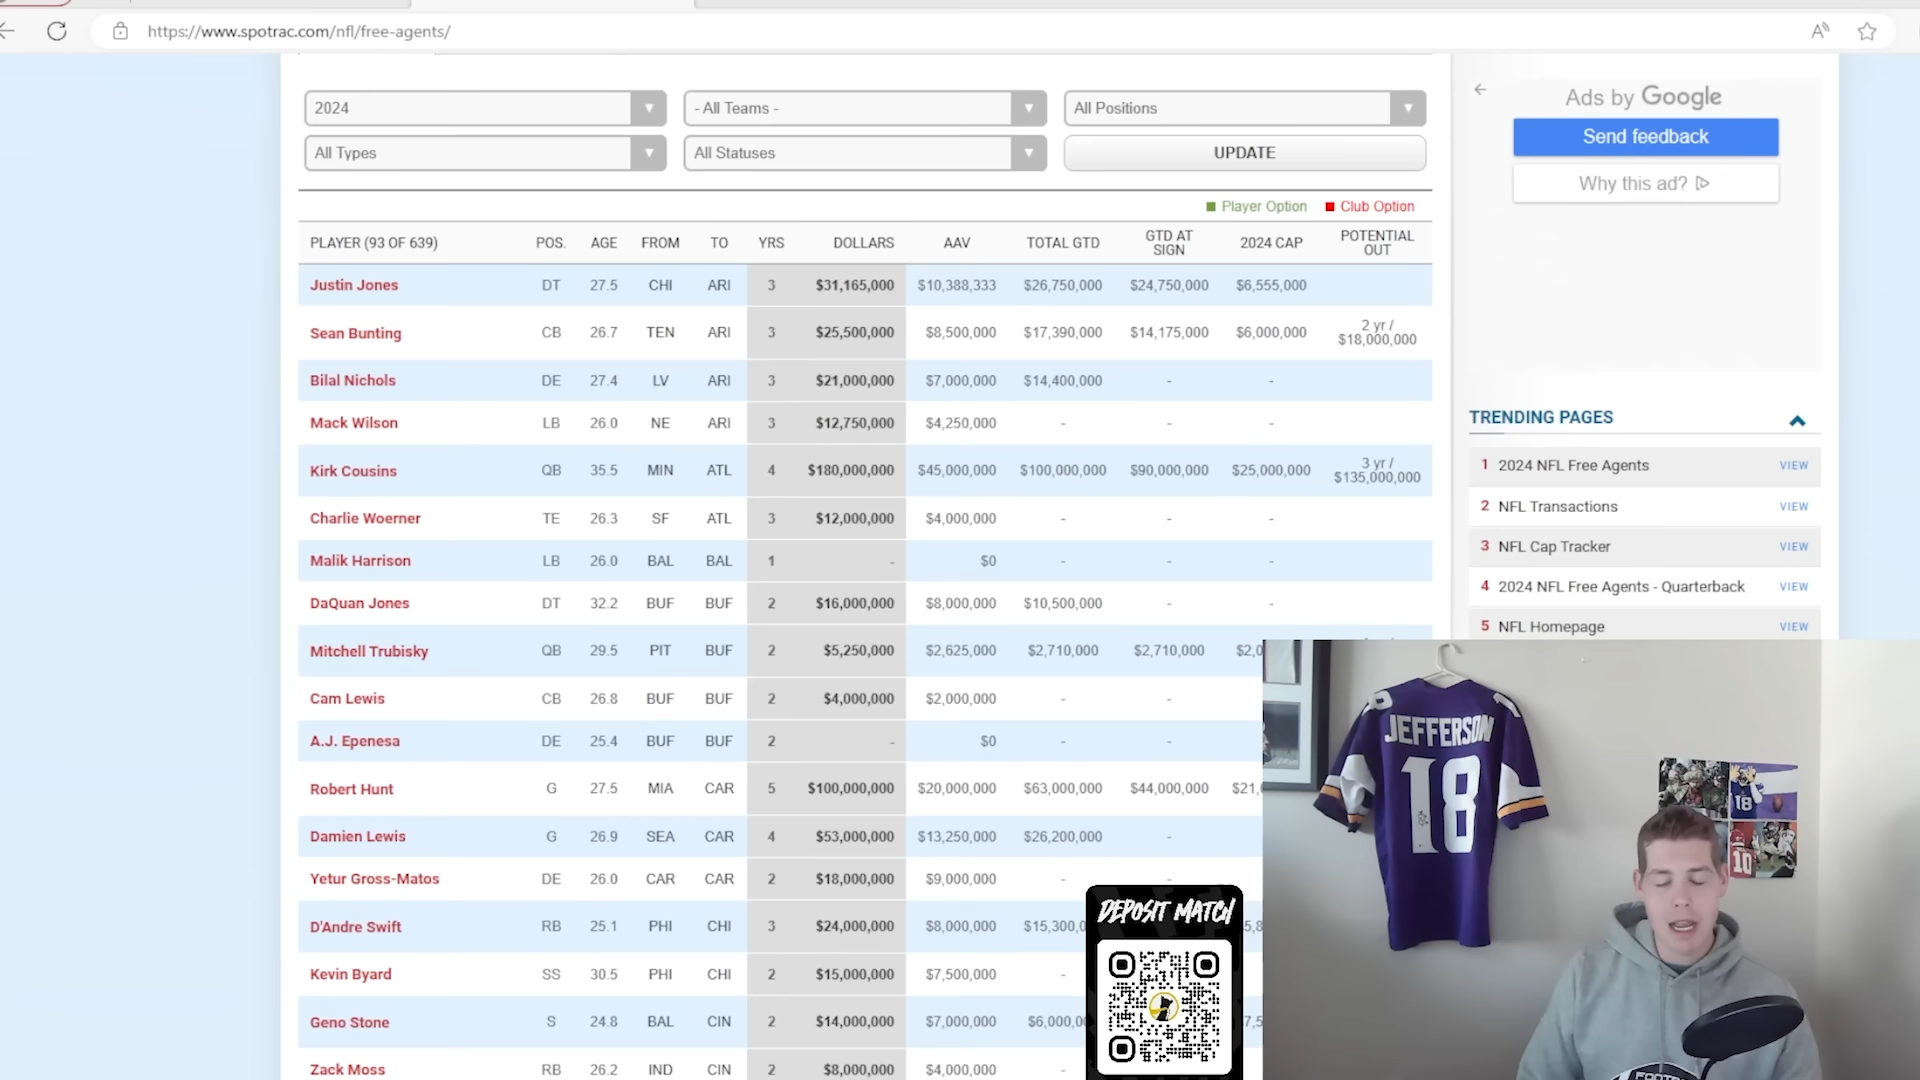 https://www.spotrac.com/nfl/free-agents/
2024
- All Teams -
All Positions
All Types
All Statuses
UPDATE
Player Option Club Option
PLAYER (93 OF 639) POS. AGE FROM TO YRS DOLLARS AAV TOTAL GTD GTD AT SIGN 2024 CAP POTENTIAL OUT
Justin Jones DT 27.5 CHI ARI 3 $31,165,000 $10,388,333 $26,750,000 $24,750,000 $6,555,000
Sean Bunting CB 26.7 TEN ARI 3 $25,500,000 $8,500,000 $17,390,000 $14,175,000 $6,000,000 2 yr / $18,000,000
Bilal Nichols DE 27.4 LV ARI 3 $21,000,000 $7,000,000 $14,400,000 - -
Mack Wilson LB 26.0 NE ARI 3 $12,750,000 $4,250,000 - - -
Kirk Cousins QB 35.5 MIN ATL 4 $180,000,000 $45,000,000 $100,000,000 $90,000,000 $25,000,000 3 yr / $135,000,000
Charlie Woerner TE 26.3 SF ATL 3 $12,000,000 $4,000,000 - - -
Malik Harrison LB 26.0 BAL BAL 1 - $0 - - -
DaQuan Jones DT 32.2 BUF BUF 2 $16,000,000 $8,000,000 $10,500,000 - -
Mitchell Trubisky QB 29.5 PIT BUF 2 $5,250,000 $2,625,000 $2,710,000 $2,710,000 $2,0
Cam Lewis CB 26.8 BUF BUF 2 $4,000,000 $2,000,000 - -
A.J. Epenesa DE 25.4 BUF BUF 2 - $0 - -
Robert Hunt G 27.5 MIA CAR 5 $100,000,000 $20,000,000 $63,000,000 $44,000,000 $21,
Damien Lewis G 26.9 SEA CAR 4 $53,000,000 $13,250,000 $26,200,000 -
Yetur Gross-Matos DE 26.0 CAR CAR 2 $18,000,000 $9,000,000 - -
D'Andre Swift RB 25.1 PHI CHI 3 $24,000,000 $8,000,000 $15,300,0 5,8
Kevin Byard SS 30.5 PHI CHI 2 $15,000,000 $7,500,000 -
Geno Stone S 24.8 BAL CIN 2 $14,000,000 $7,000,000 $6,000,00 7,5
Zack Moss RB 26.2 IND CIN 2 $8,000,000 $4,000,000 -
Ads by Google
Send feedback
Why this ad?
TRENDING PAGES
1 2024 NFL Free Agents VIEW
2 NFL Transactions VIEW
3 NFL Cap Tracker VIEW
4 2024 NFL Free Agents - Quarterback VIEW
5 NFL Homepage VIEW
DEPOSIT MATCH
JEFFERSON
18
18
10